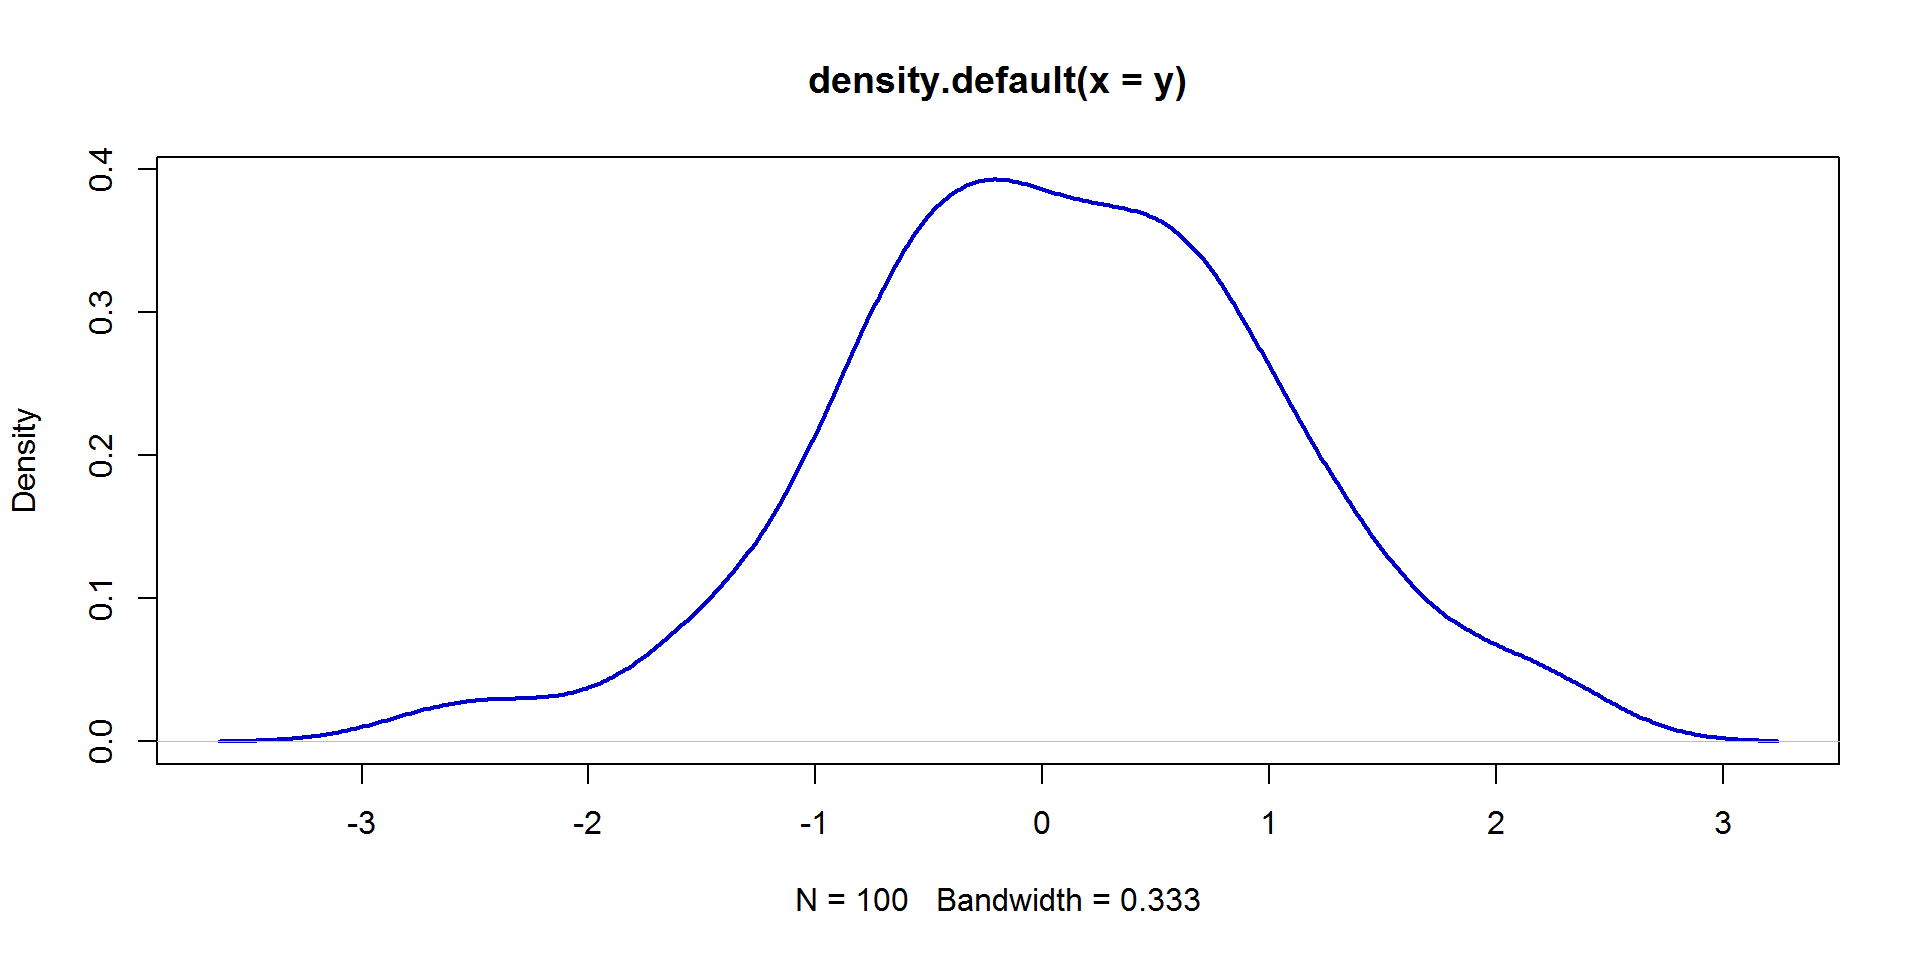 density.default(x = y)
Density
0.4
0.3
0.2
0.1
0.0
-3 -2 -1 0 1 2 3
N = 100 Bandwidth = 0.333